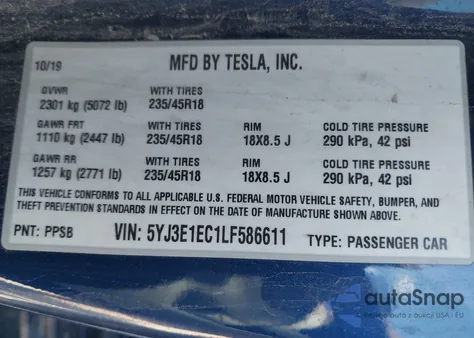 10/19 MFD BY TESLA, INC.
GVWR WITH TIRES
2301 kg (5072 lb) 235/45R18
GAWR FRT WITH TIRES RIM COLD TIRE PRESSURE
1110 kg (2447 lb) 235/45R18 18X8.5 J 290 kPa, 42 psi
GAWR RR WITH TIRES RIM COLD TIRE PRESSURE
1257 kg (2771 lb) 235/45R18 18X8.5 J 290 kPa, 42 psi
THIS VEHICLE CONFORMS TO ALL APPLICABLE U.S. FEDERAL MOTOR VEHICLE SAFETY, BUMPER, AND
THEFT PREVENTION STANDARDS IN EFFECT ON THE DATE OF MANUFACTURE SHOWN ABOVE.
PNT: PPSB VIN: 5YJ3E1EC1LF586611 TYPE: PASSENGER CAR
autoSnap
aukcje z USA - EU